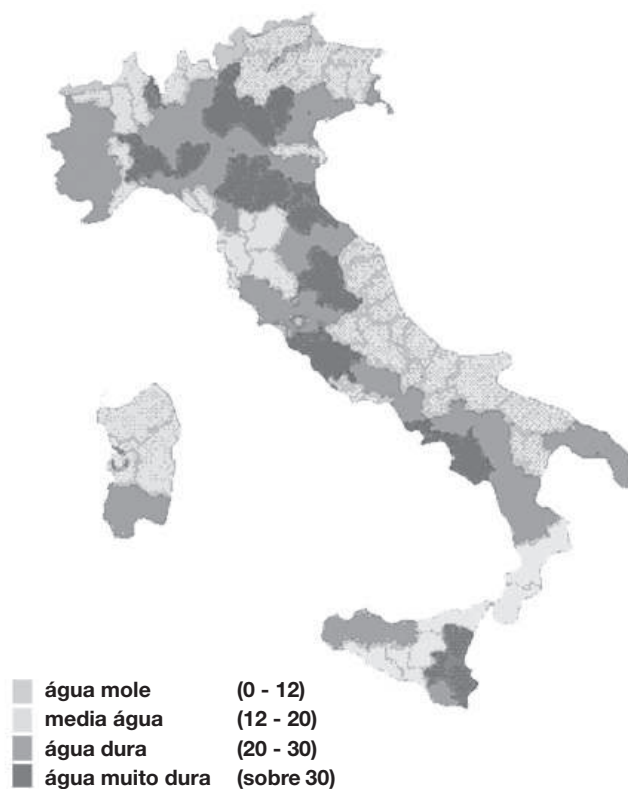 água mole (0 - 12)
media água (12 - 20)
água dura (20 - 30)
água muito dura (sobre 30)